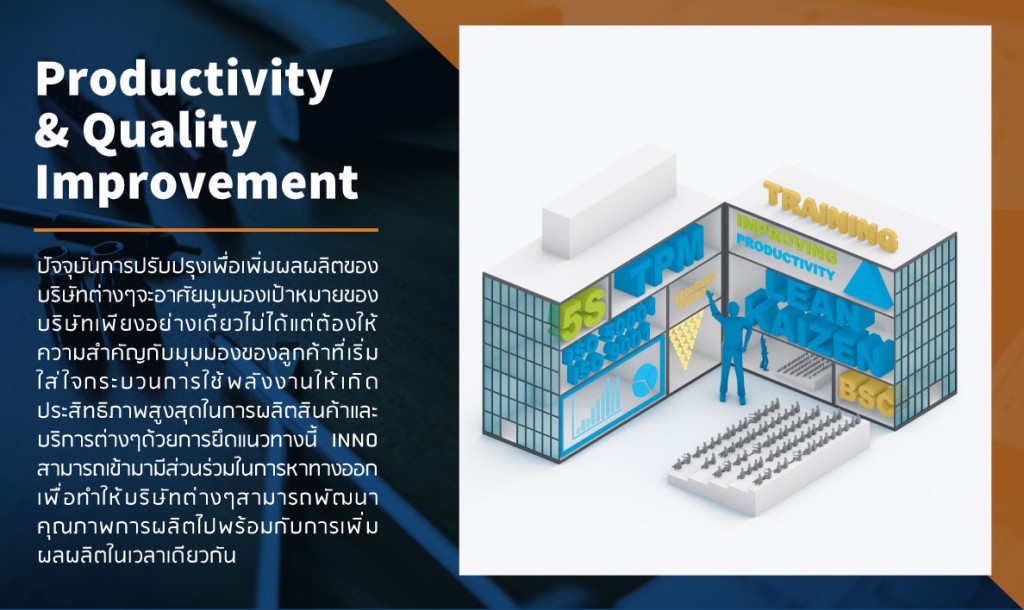 Productivity
& Quality
Improvement
ปัจจุบันการปรับปรุงเพื่อเพิ่มผลผลิตของ
บริษัทต่างๆจะอาศัยมุมมองเป้าหมายของ
บริษัทเพียงอย่างเดียวไม่ได้แต่ต้องให้
ความสำคัญกับมุมมองของลูกค้าที่เริ่ม
ใส่ใจกระบวนการใช้พลังงานให้เกิด
ประสิทธิภาพสูงสุดในการผลิตสินค้าและ
บริการต่างๆด้วยการยึดแนวทางนี้ INNO
สามารถเข้ามามีส่วนร่วมในการหาทางออก
เพื่อทำให้บริษัทต่างๆสามารถพัฒนา
คุณภาพการผลิตไปพร้อมกับการเพิ่ม
ผลผลิตในเวลาเดียวกัน
TRAINING
IMPROVING
PRODUCTIVITY
LEAN
KAIZEN
BSC
TPM
5S
ISO 50001
ISO 9001